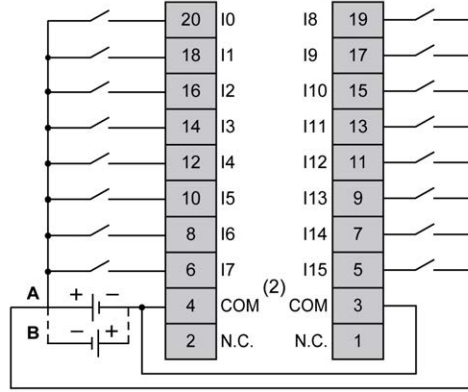 20 I0 I8 19
18 I1 I9 17
16 I2 I10 15
14 I3 I11 13
12 I4 I12 11
10 I5 I13 9
8 I6 I14 7
6 I7 I15 5
A + − 4 COM (2) COM 3
B − + 2 N.C. N.C. 1